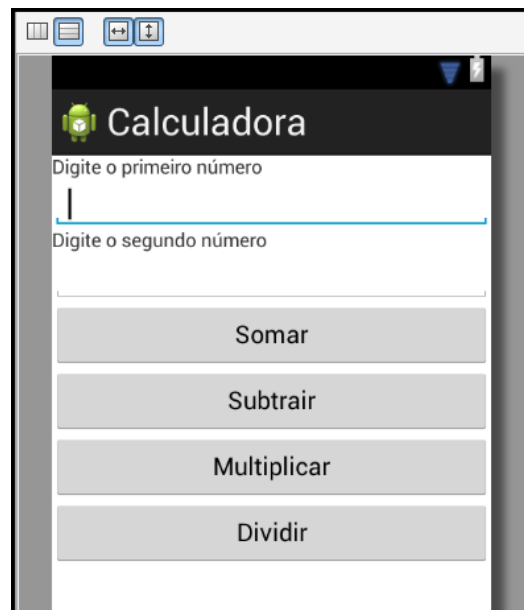 Calculadora
Digite o primeiro número
Digite o segundo número
Somar
Subtrair
Multiplicar
Dividir